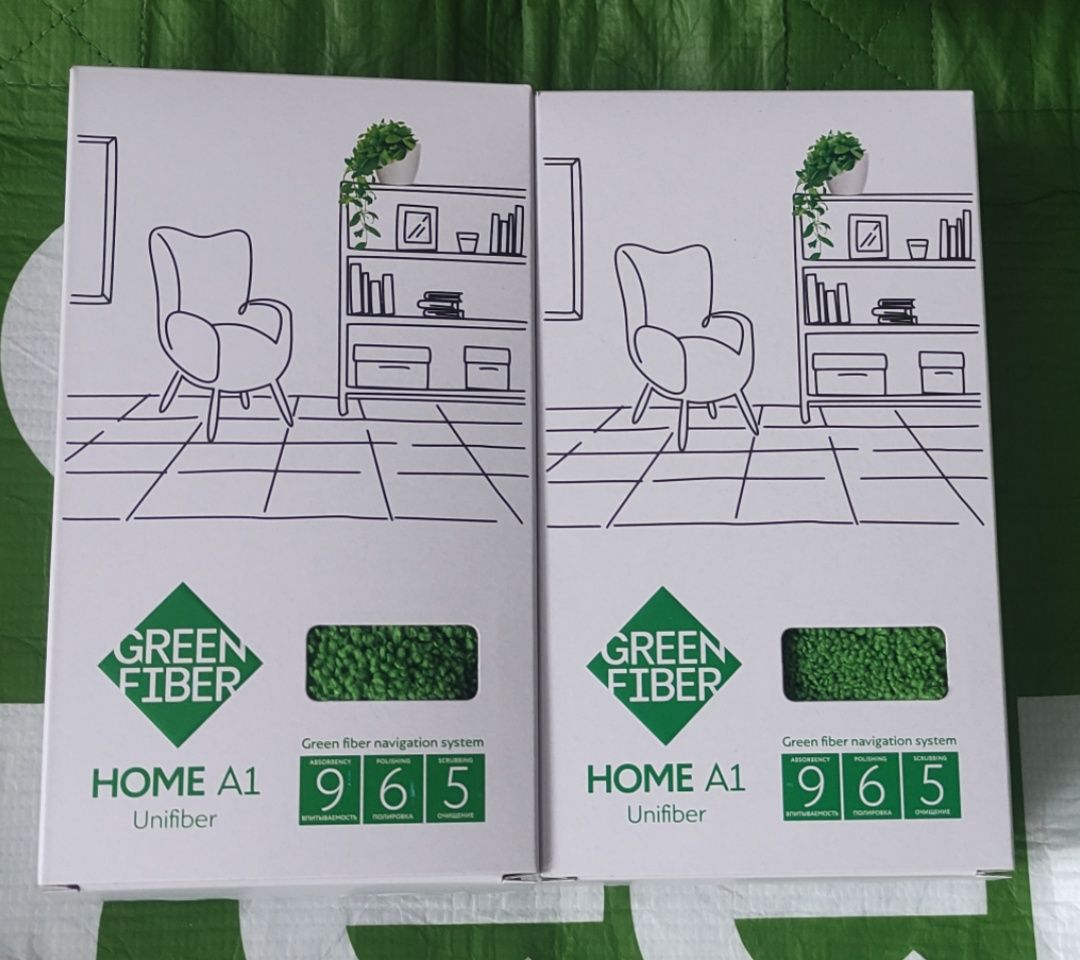 GREEN
FIBER
HOME A1
Unifiber
Green fiber navigation system
ABSORBENCY POLISHING SCRUBBING
9 6 5
ВПИТЫВАЕМОСТЬ ПОЛИРОВКА ОЧИЩЕНИЕ
GREEN
FIBER
HOME A1
Unifiber
Green fiber navigation system
ABSORBENCY POLISHING SCRUBBING
9 6 5
ВПИТЫВАЕМОСТЬ ПОЛИРОВКА ОЧИЩЕНИЕ